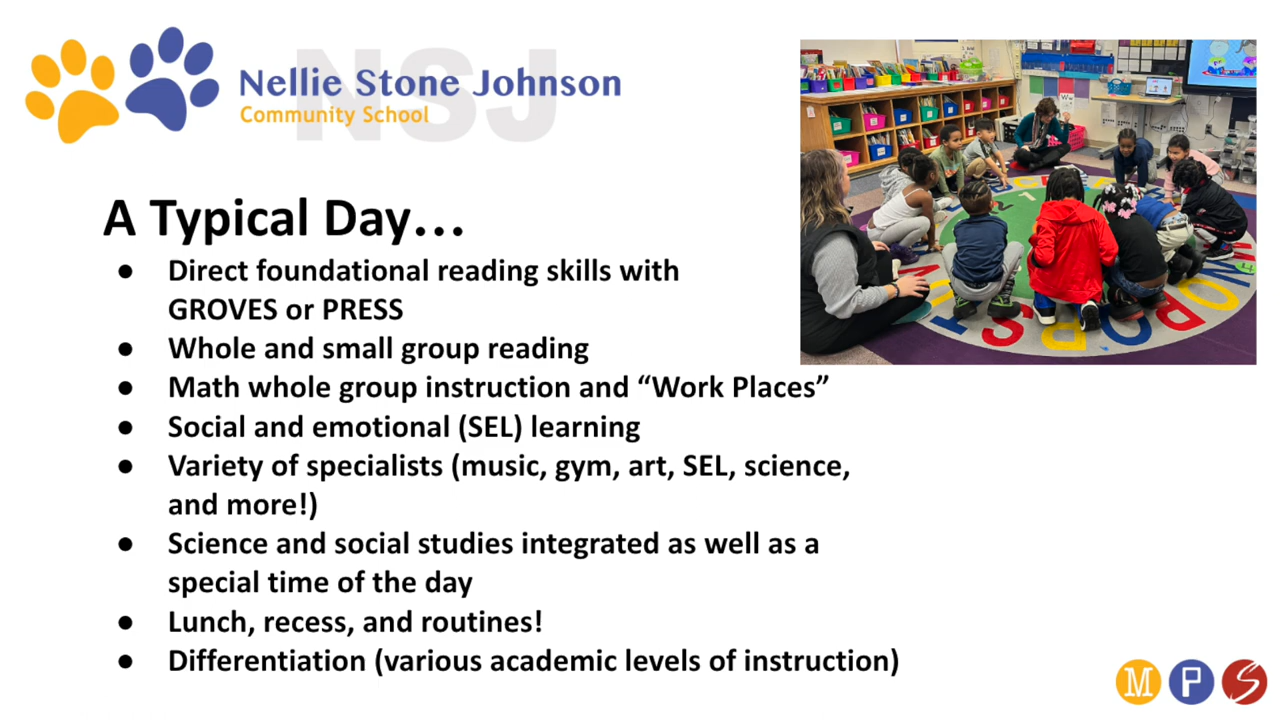 NSJ
Nellie Stone Johnson
Community School
A Typical Day…
● Direct foundational reading skills with
GROVES or PRESS
● Whole and small group reading
● Math whole group instruction and “Work Places”
● Social and emotional (SEL) learning
● Variety of specialists (music, gym, art, SEL, science,
and more!)
● Science and social studies integrated as well as a
special time of the day
● Lunch, recess, and routines!
● Differentiation (various academic levels of instruction)
M P S